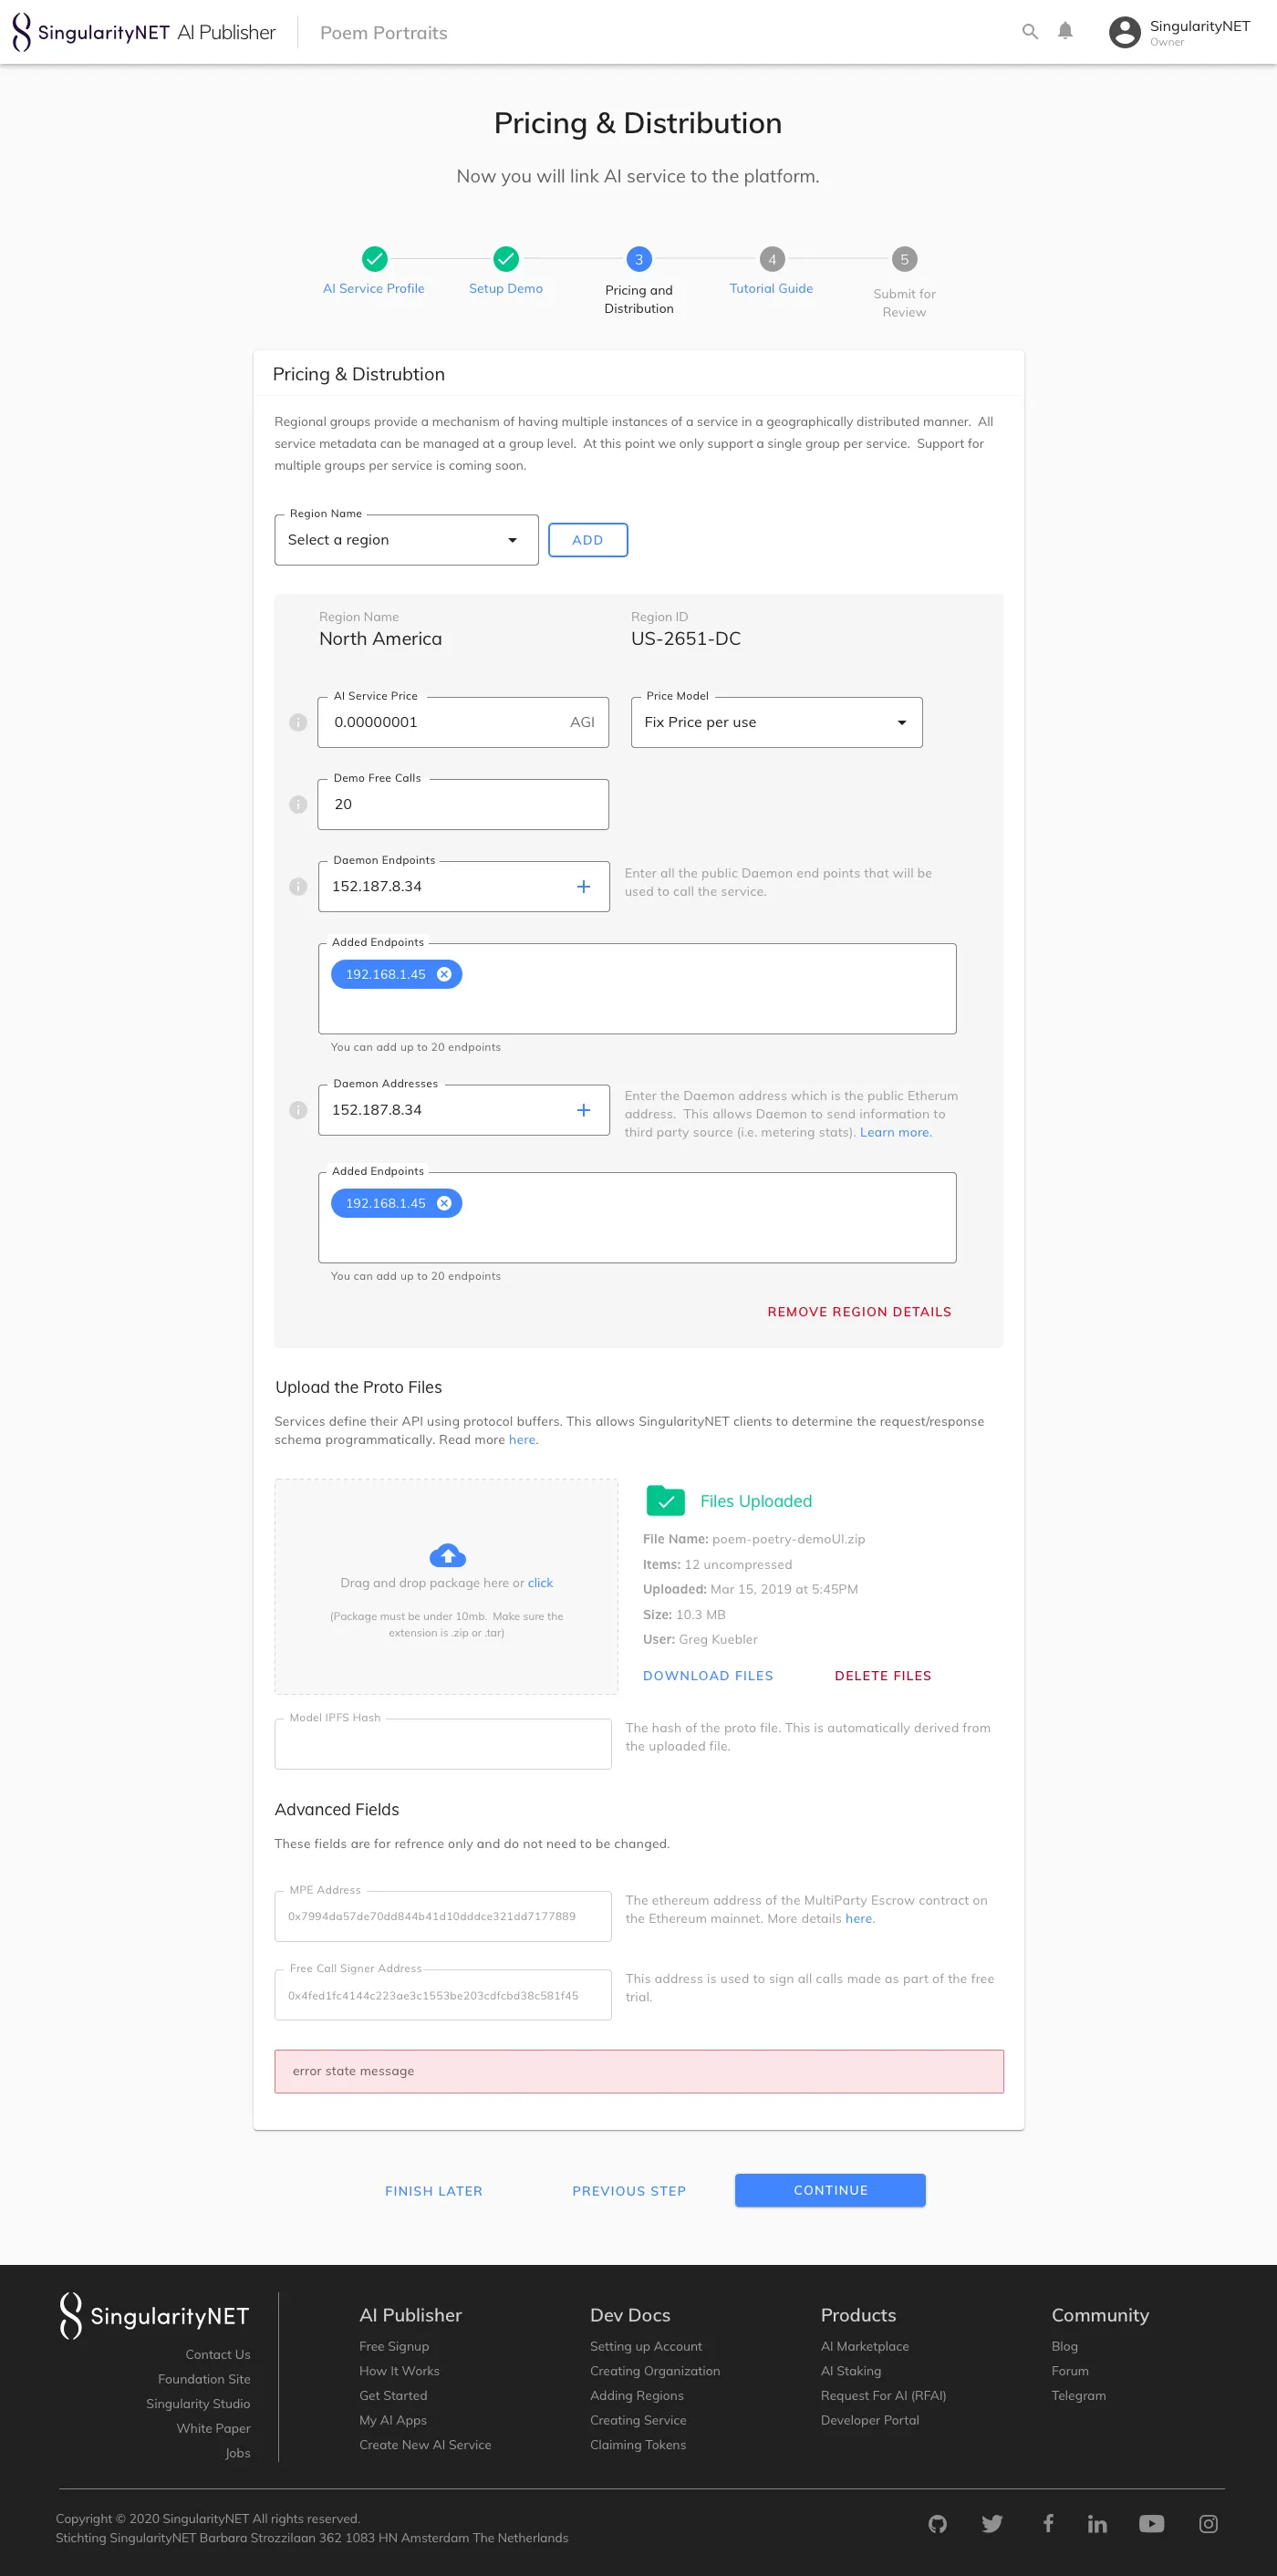 SingularityNET AI Publisher
Poem Portraits
SingularityNET
Owner
Pricing & Distribution
Now you will link AI service to the platform.
3
4
5
AI Service Profile
Setup Demo
Pricing and
Distribution
Tutorial Guide
Submit for
Review
Pricing & Distrubtion
Regional groups provide a mechanism of having multiple instances of a service in a geographically distributed manner. All
service metadata can be managed at a group level. At this point we only support a single group per service. Support for
multiple groups per service is coming soon.
Region Name
Select a region
ADD
Region Name
Region ID
North America
US-2651-DC
AI Service Price
0.00000001 AGI
Price Model
Fix Price per use
Demo Free Calls
20
Daemon Endpoints
152.187.8.34
Enter all the public Daemon end points that will be
used to call the service.
Added Endpoints
192.168.1.45
You can add up to 20 endpoints
Daemon Addresses
152.187.8.34
Enter the Daemon address which is the public Etherum
address. This allows Daemon to send information to
third party source (i.e. metering stats). Learn more.
Added Endpoints
192.168.1.45
You can add up to 20 endpoints
REMOVE REGION DETAILS
Upload the Proto Files
Services define their API using protocol buffers. This allows SingularityNET clients to determine the request/response
schema programmatically. Read more here.
Drag and drop package here or click
(Package must be under 10mb. Make sure the
extension is .zip or .tar)
Files Uploaded
File Name: poem-poetry-demoUI.zip
Items: 12 uncompressed
Uploaded: Mar 15, 2019 at 5:45PM
Size: 10.3 MB
User: Greg Kuebler
DOWNLOAD FILES
DELETE FILES
Model IPFS Hash
The hash of the proto file. This is automatically derived from
the uploaded file.
Advanced Fields
These fields are for refrence only and do not need to be changed.
MPE Address
0x7994da57de70dd844b41d10dddce321dd7177889
The ethereum address of the MultiParty Escrow contract on
the Ethereum mainnet. More details here.
Free Call Signer Address
0x4fed1fc4144c223ae3c1553be203cdfcbd38c581f45
This address is used to sign all calls made as part of the free
trial.
error state message
FINISH LATER
PREVIOUS STEP
CONTINUE
SingularityNET
Contact Us
Foundation Site
Singularity Studio
White Paper
Jobs
AI Publisher
Free Signup
How It Works
Get Started
My AI Apps
Create New AI Service
Dev Docs
Setting up Account
Creating Organization
Adding Regions
Creating Service
Claiming Tokens
Products
AI Marketplace
AI Staking
Request For AI (RFAI)
Developer Portal
Community
Blog
Forum
Telegram
Copyright © 2020 SingularityNET All rights reserved.
Stichting SingularityNET Barbara Strozzilaan 362 1083 HN Amsterdam The Netherlands